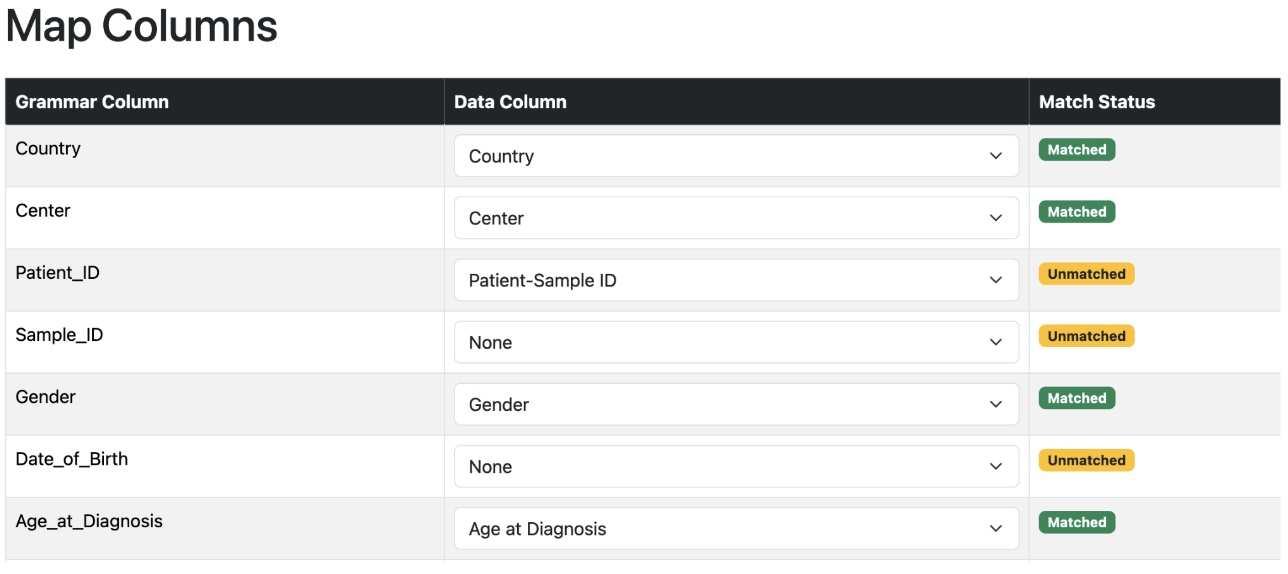 Map Columns
Grammar Column Data Column Match Status
Country Country Matched
Center Center Matched
Patient_ID Patient-Sample ID Unmatched
Sample_ID None Unmatched
Gender Gender Matched
Date_of_Birth None Unmatched
Age_at_Diagnosis Age at Diagnosis Matched